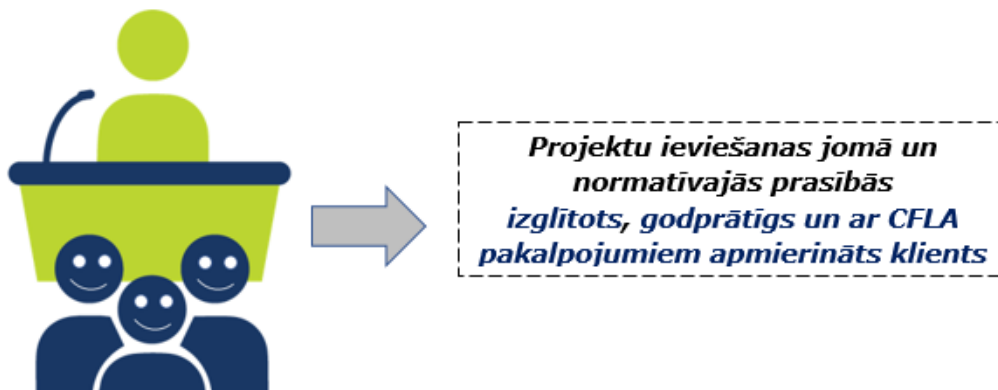 Projektu ieviešanas jomā un
normatīvajās prasībās
izglītots, godprātīgs un ar CFLA
pakalpojumiem apmierināts klients